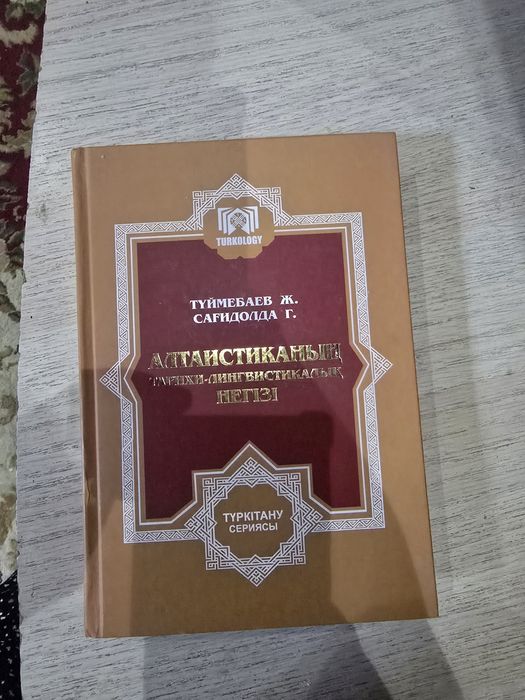 TURKOLOGY
ТҮЙМЕБАЕВ Ж.
САҒИДОЛДА Г.
АЛТАИСТИКАНЫҢ
ТАРИХИ-ЛИНГВИСТИКАЛЫҚ
НЕГІЗІ
ТҮРКІТАНУ
СЕРИЯСЫ